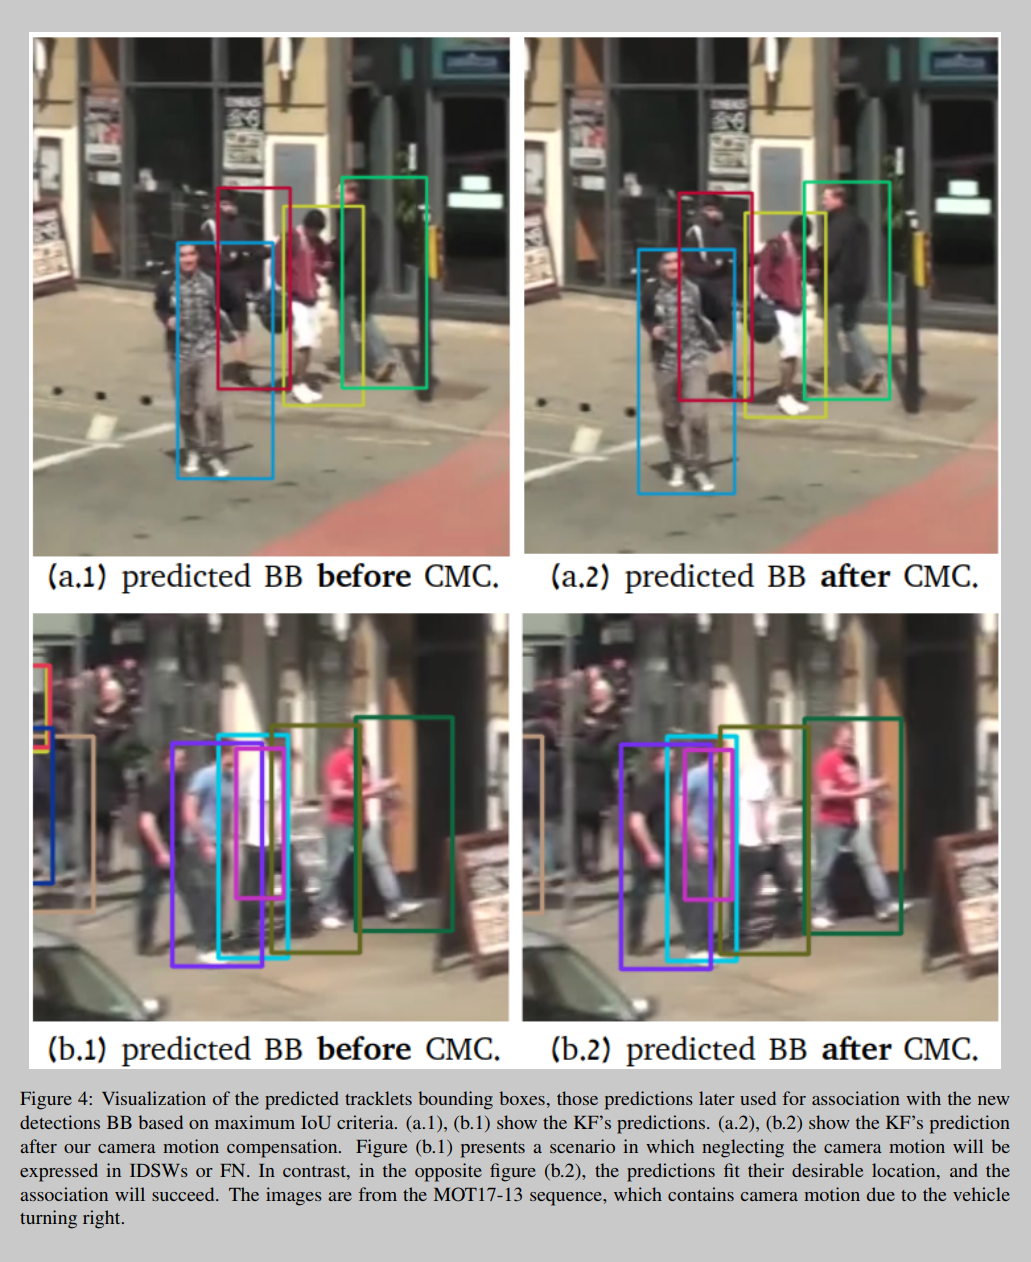 (a.1) predicted BB before CMC.
(a.2) predicted BB after CMC.
(b.1) predicted BB before CMC.
(b.2) predicted BB after CMC.
Figure 4: Visualization of the predicted tracklets bounding boxes, those predictions later used for association with the new
detections BB based on maximum IoU criteria. (a.1), (b.1) show the KF's predictions. (a.2), (b.2) show the KF's prediction
after our camera motion compensation. Figure (b.1) presents a scenario in which neglecting the camera motion will be
expressed in IDSWs or FN. In contrast, in the opposite figure (b.2), the predictions fit their desirable location, and the
association will succeed. The images are from the MOT17-13 sequence, which contains camera motion due to the vehicle
turning right.